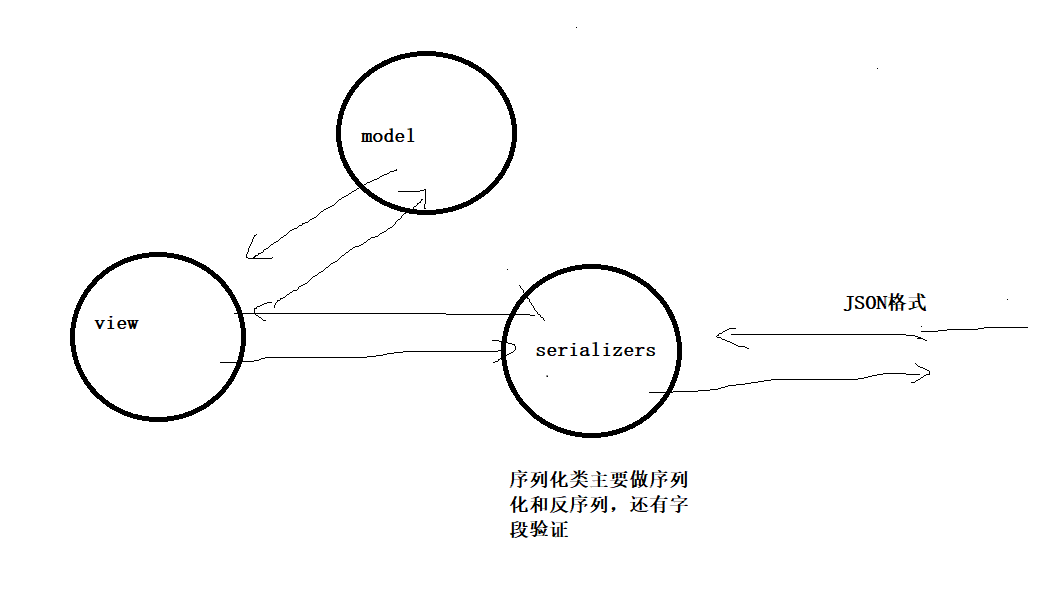 model
view
JSON格式
serializers
序列化类主要做序列
化和反序列，还有字
段验证